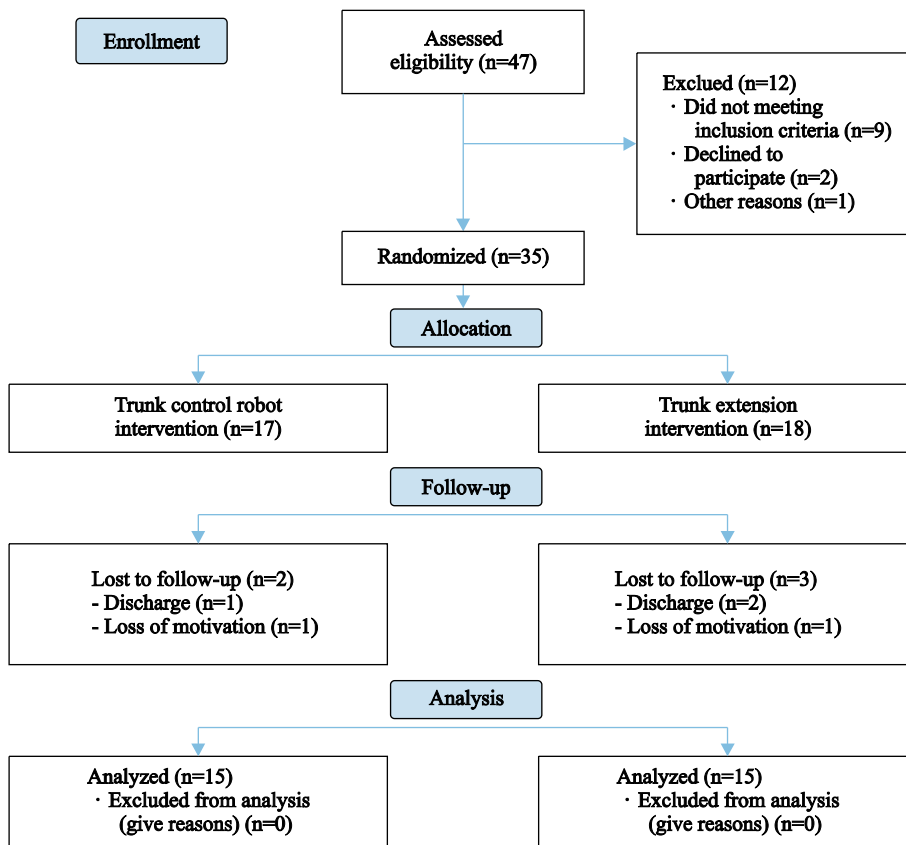 Enrollment
Assessed
eligibility (n=47)
Exclued (n=12)
· Did not meeting
inclusion criteria (n=9)
· Declined to
participate (n=2)
· Other reasons (n=1)
Randomized (n=35)
Allocation
Trunk control robot
intervention (n=17)
Trunk extension
intervention (n=18)
Follow-up
Lost to follow-up (n=2)
- Discharge (n=1)
- Loss of motivation (n=1)
Lost to follow-up (n=3)
- Discharge (n=2)
- Loss of motivation (n=1)
Analysis
Analyzed (n=15)
· Excluded from analysis
(give reasons) (n=0)
Analyzed (n=15)
· Excluded from analysis
(give reasons) (n=0)